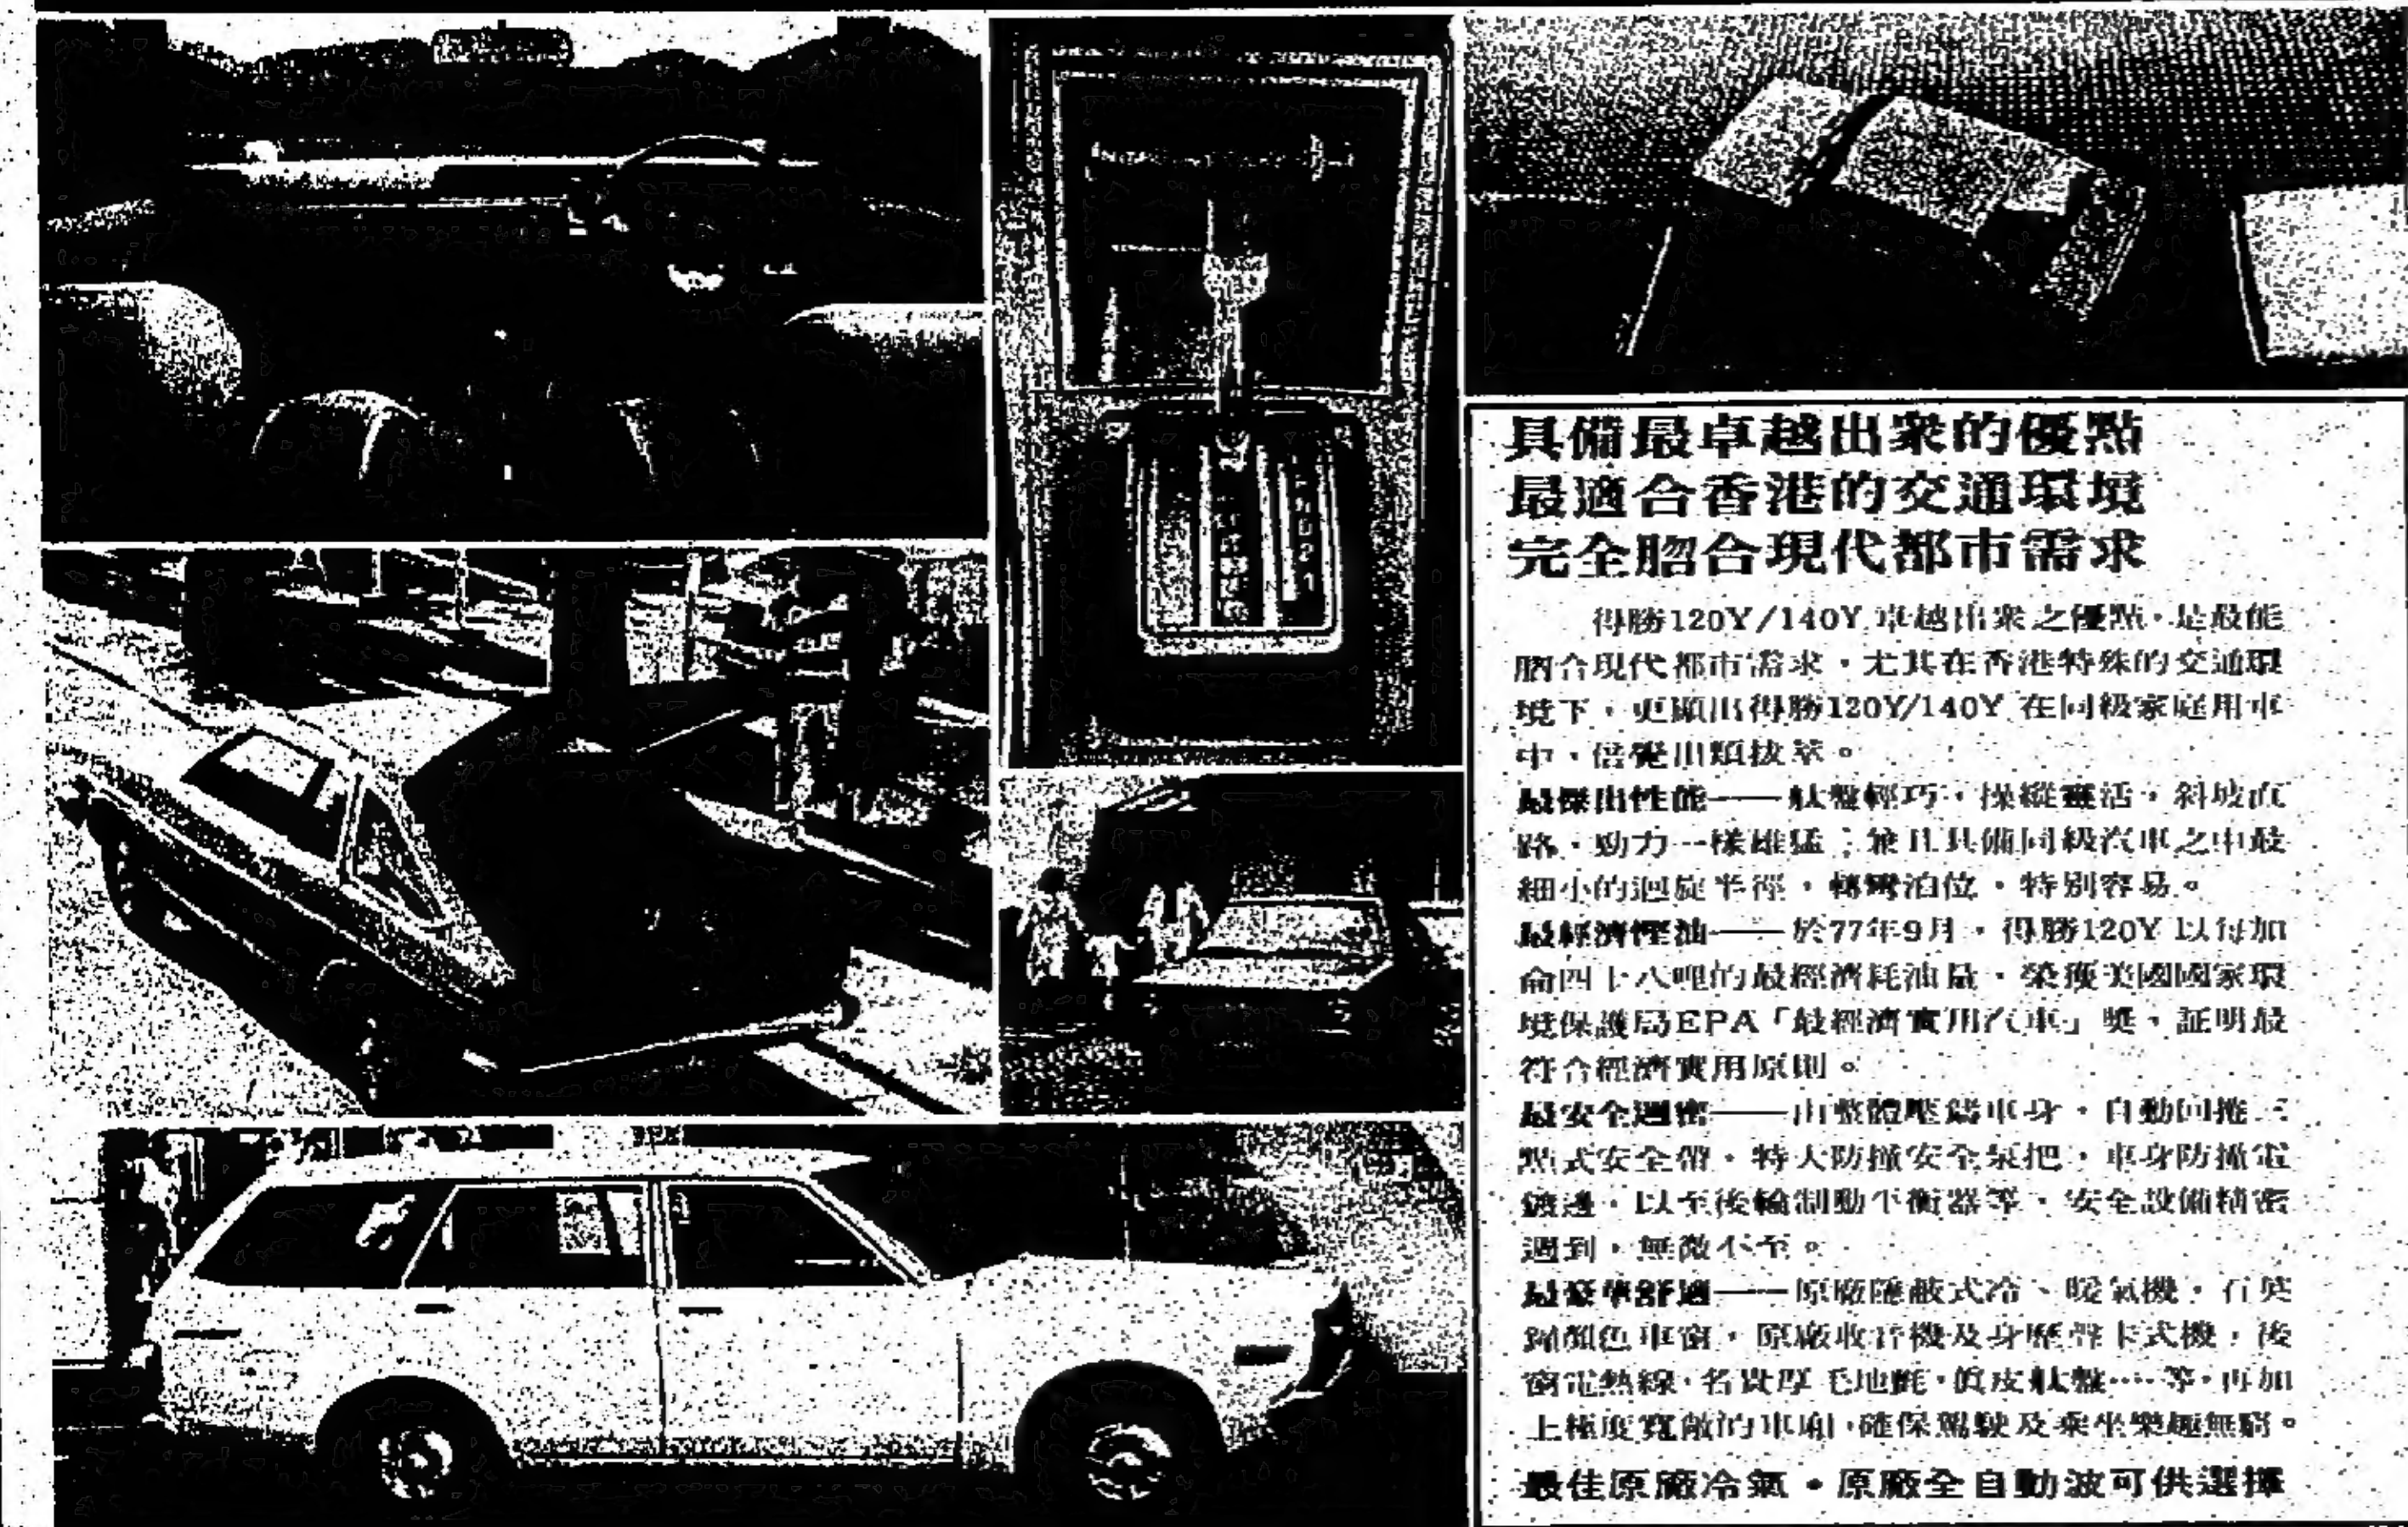 具備最卓越出衆的優點
最適合香港的交通環境
完全脗合現代都市需求
得勝120Y/140Y 卓越出衆之優點，是最能
脗合現代都市需求，尤其在香港特殊的交通環
境下，更顯出得勝120Y/140Y 在同級家庭用車
中，倍覺出類拔萃。
最傑出性能——軚盤輕巧，操縱靈活，斜坡直
路，動力一樣雄猛；兼且具備同級汽車之中最
細小的迴旋半徑，轉彎泊位，特別容易。
最經濟慳油——於77年9月，得勝120Y 以每加
侖四十八哩的最經濟耗油量，榮獲美國國家環
境保護局EPA「最經濟實用汽車」獎，証明最
符合經濟實用原則。
最安全週密——由整體壓鑄車身，自動回捲三
點式安全帶，特大防撞安全泵把，車身防撞
邊，以至後輪制動平衡器等，安全設備精密
週到，無微不至。
最豪華舒適——原廠隱蔽式冷、暖氣機，石英
鐘顏色車窗，原廠收音機及身歷聲卡式機，後
窗電熱線，名貴厚毛地氈，真皮軚盤……等，再加
上極度寬敞的車廂，確保駕駛及乘坐樂趣無窮。
最佳原廠冷氣・原廠全自動波可供選擇